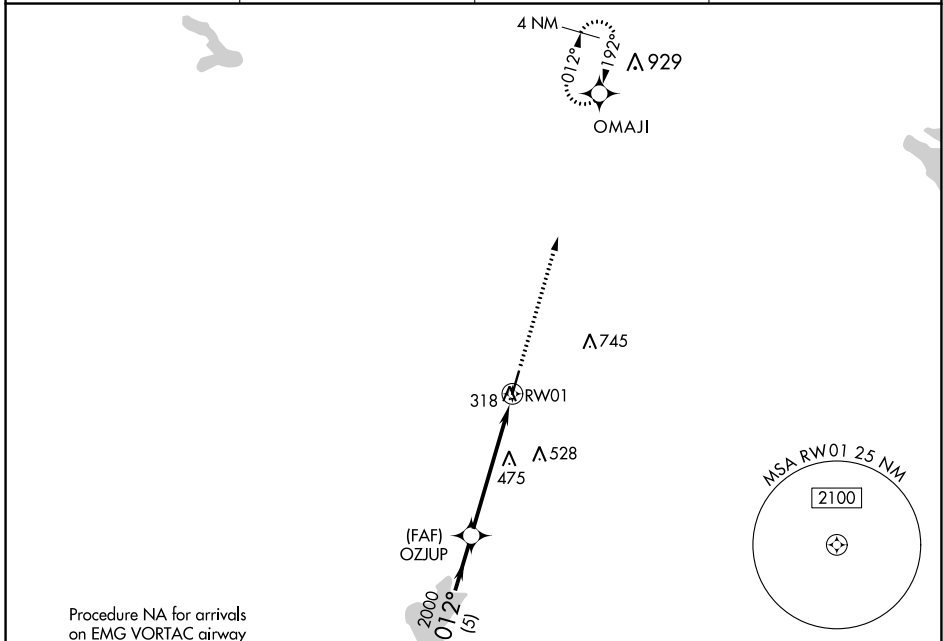 4 NM
012°
192°
929
OMAJI
745
318
RW01
528
475
(FAF)
OZJUP
2000
012°
(5)
MSA RW01 25 NM
2100
Procedure NA for arrivals
on EMG VORTAC airway